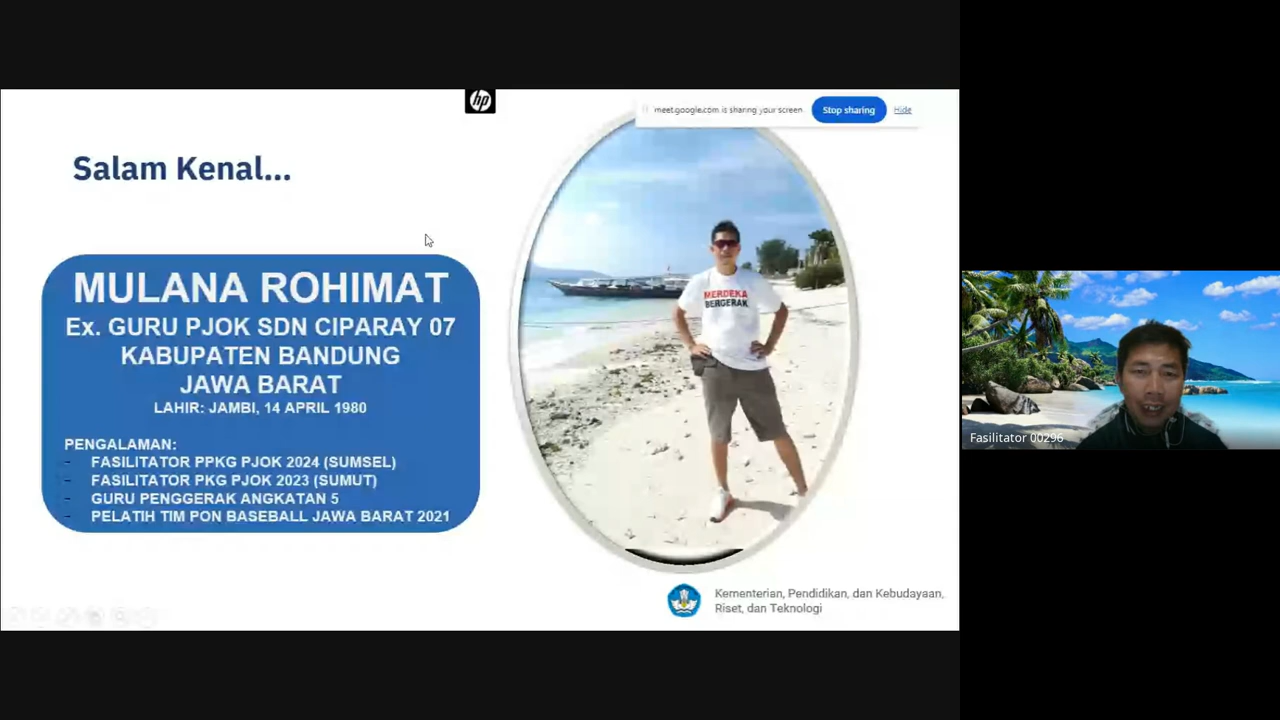 hp
meet.google.com is sharing your screen
Stop sharing
Hide
Salam Kenal...
MULANA ROHIMAT
Ex. GURU PJOK SDN CIPARAY 07
KABUPATEN BANDUNG
JAWA BARAT
LAHIR: JAMBI, 14 APRIL 1980
PENGALAMAN:
- FASILITATOR PPKG PJOK 2024 (SUMSEL)
- FASILITATOR PKG PJOK 2023 (SUMUT)
- GURU PENGGERAK ANGKATAN 5
- PELATIH TIM PON BASEBALL JAWA BARAT 2021
MERDEKA
BERGERAK
Kementerian, Pendidikan, dan Kebudayaan,
Riset, dan Teknologi
Fasilitator 00296